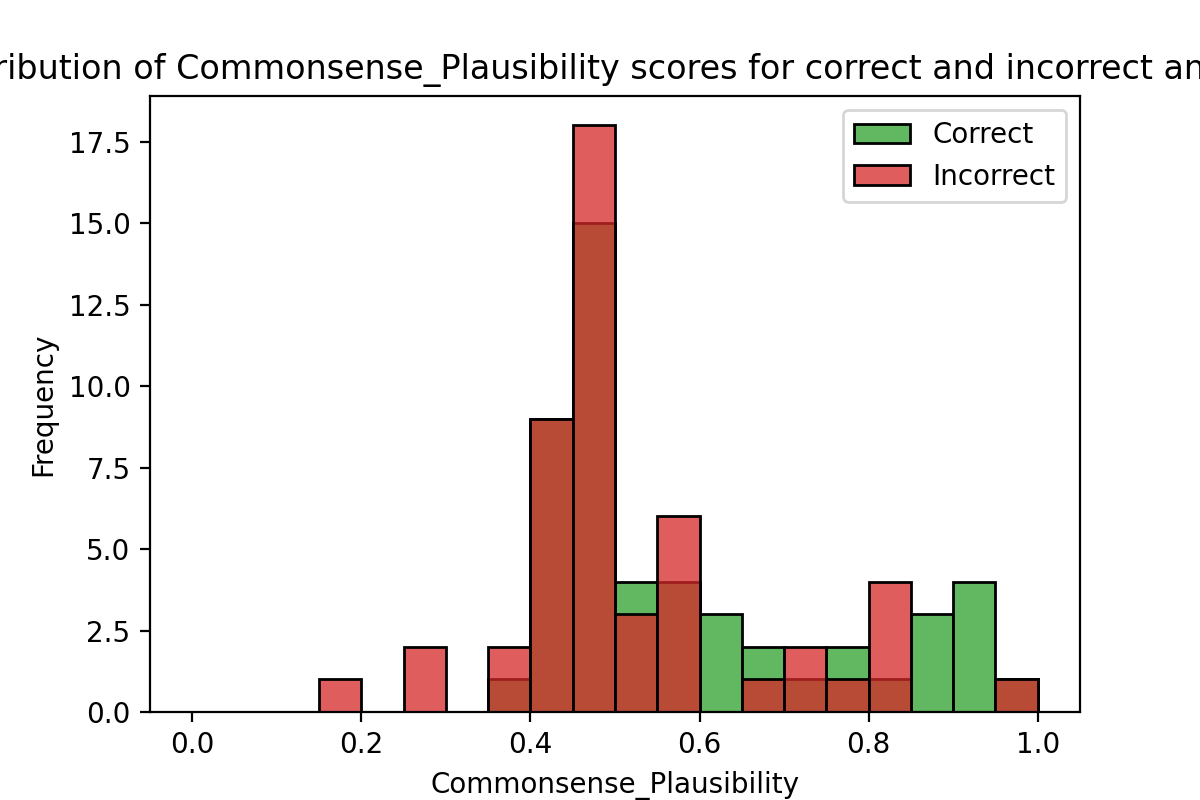 ribution of Commonsense_Plausibility scores for correct and incorrect an
Correct
Incorrect
17.5
15.0
12.5
10.0
7.5
5.0
2.5
0.0
Frequency
0.0 0.2 0.4 0.6 0.8 1.0
Commonsense_Plausibility